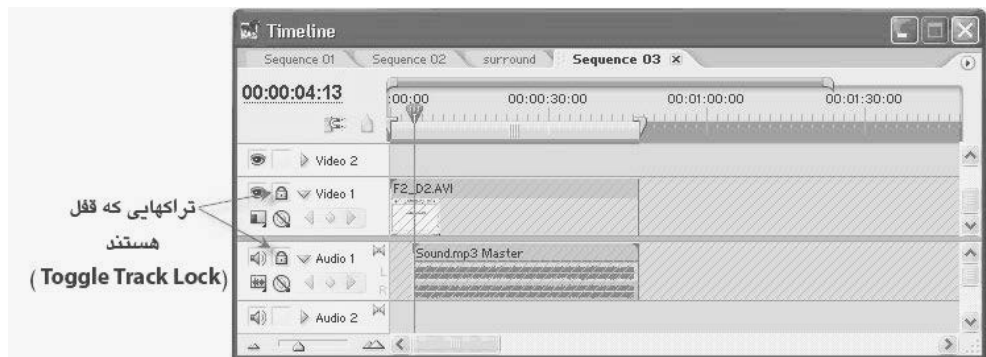 Timeline
Sequence 01 Sequence 02 surround Sequence 03
00:00:04:13
:00:00 00:00:30:00 00:01:00:00 00:01:30:00
Video 2
Video 1
F2_D2.AVI
تراکهایی که قفل
هستند
(Toggle Track Lock)
Audio 1
Sound.mp3 Master
L
R
Audio 2